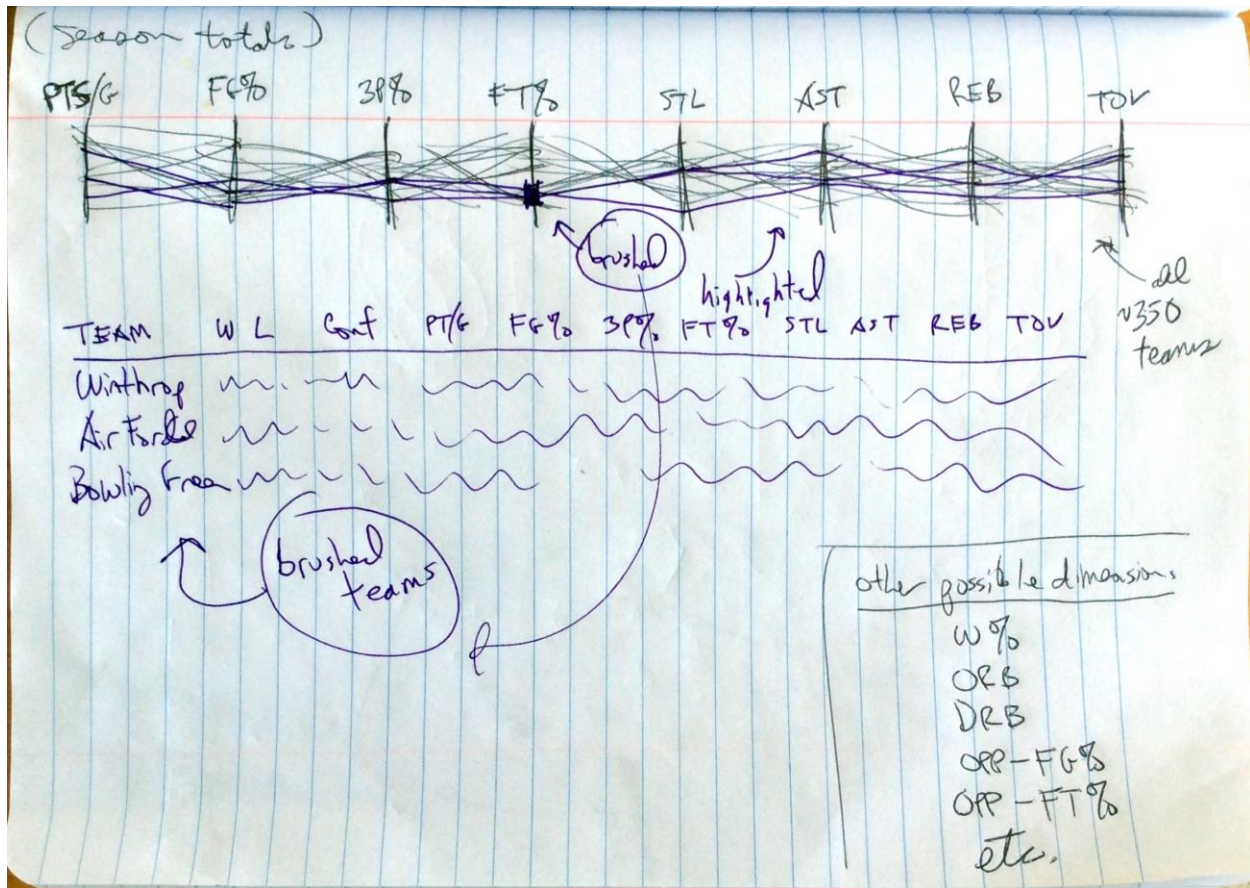 (season totals)
PTS/G FG% 3P% FT% STL AST REB TOV
brushed
highlighted
all
~350
teams
TEAM W L Conf PT/G FG% 3P% FT% STL AST REB TOV
Winthrop
Air Force
Bowling Green
brushed
teams
other possible dimensions
W%
ORB
DRB
OPP-FG%
OPP-FT%
etc.